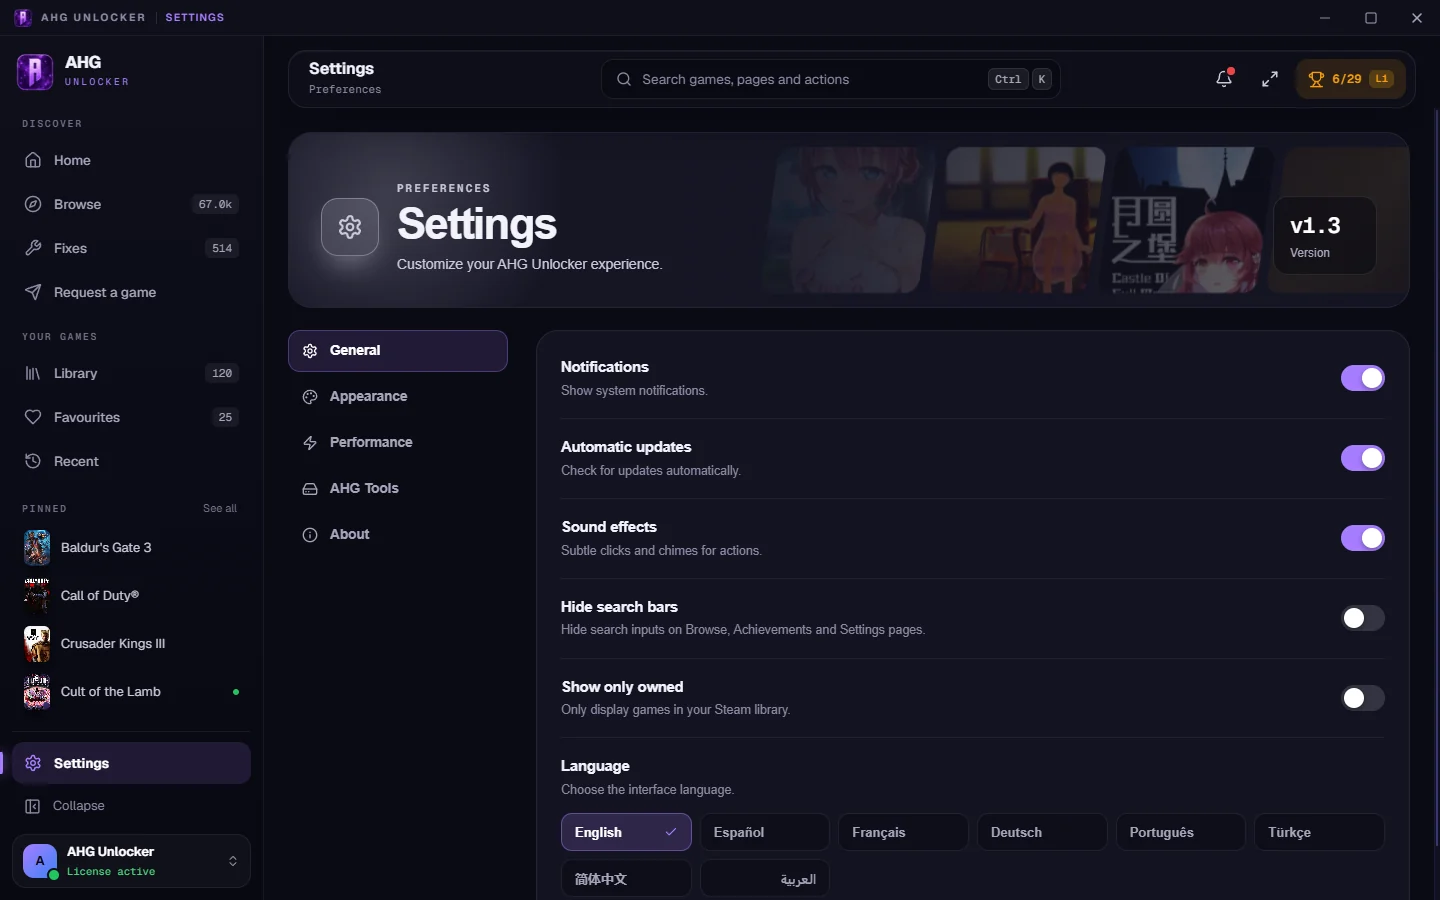 AHG UNLOCKER SETTINGS
AHG
UNLOCKER
DISCOVER
Home
Browse 67.0k
Fixes 514
Request a game
YOUR GAMES
Library 120
Favourites 25
Recent
PINNED See all
Baldur's Gate 3
Call of Duty®
Crusader Kings III
Cult of the Lamb
Settings
Collapse
A
AHG Unlocker
License active
Settings
Preferences
Search games, pages and actions Ctrl K
6/29 L1
PREFERENCES
Settings
Customize your AHG Unlocker experience.
月圆
之堡
v1.3
Version
General
Appearance
Performance
AHG Tools
About
Notifications
Show system notifications.
Automatic updates
Check for updates automatically.
Sound effects
Subtle clicks and chimes for actions.
Hide search bars
Hide search inputs on Browse, Achievements and Settings pages.
Show only owned
Only display games in your Steam library.
Language
Choose the interface language.
English Español Français Deutsch Português Türkçe
简体中文 العربية